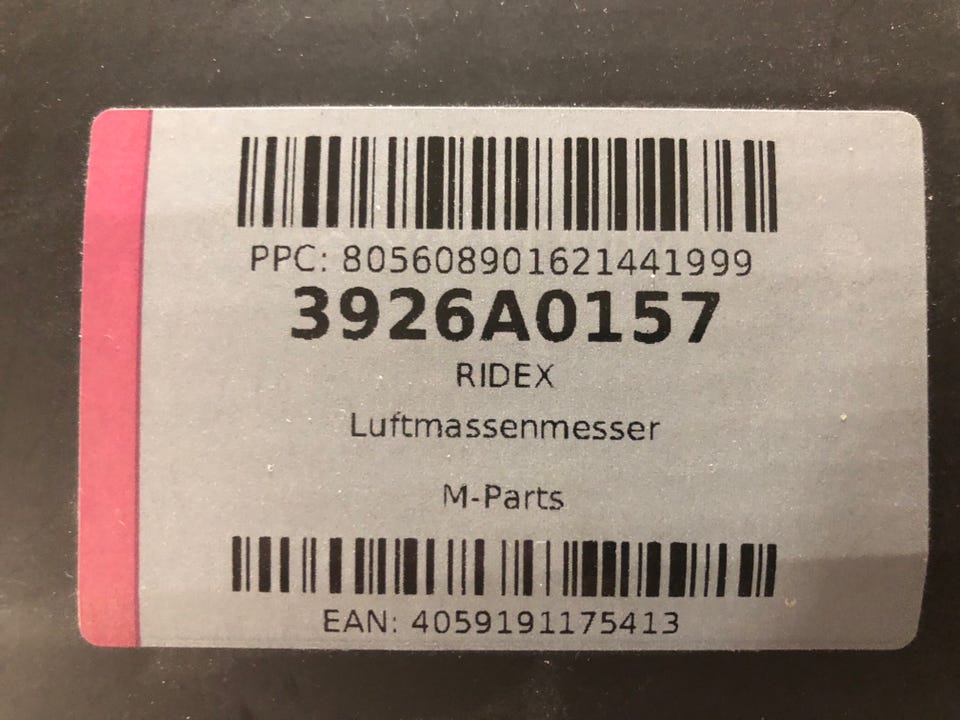 PPC: 805608901621441999
3926A0157
RIDEX
Luftmassenmesser
M-Parts
EAN: 4059191175413